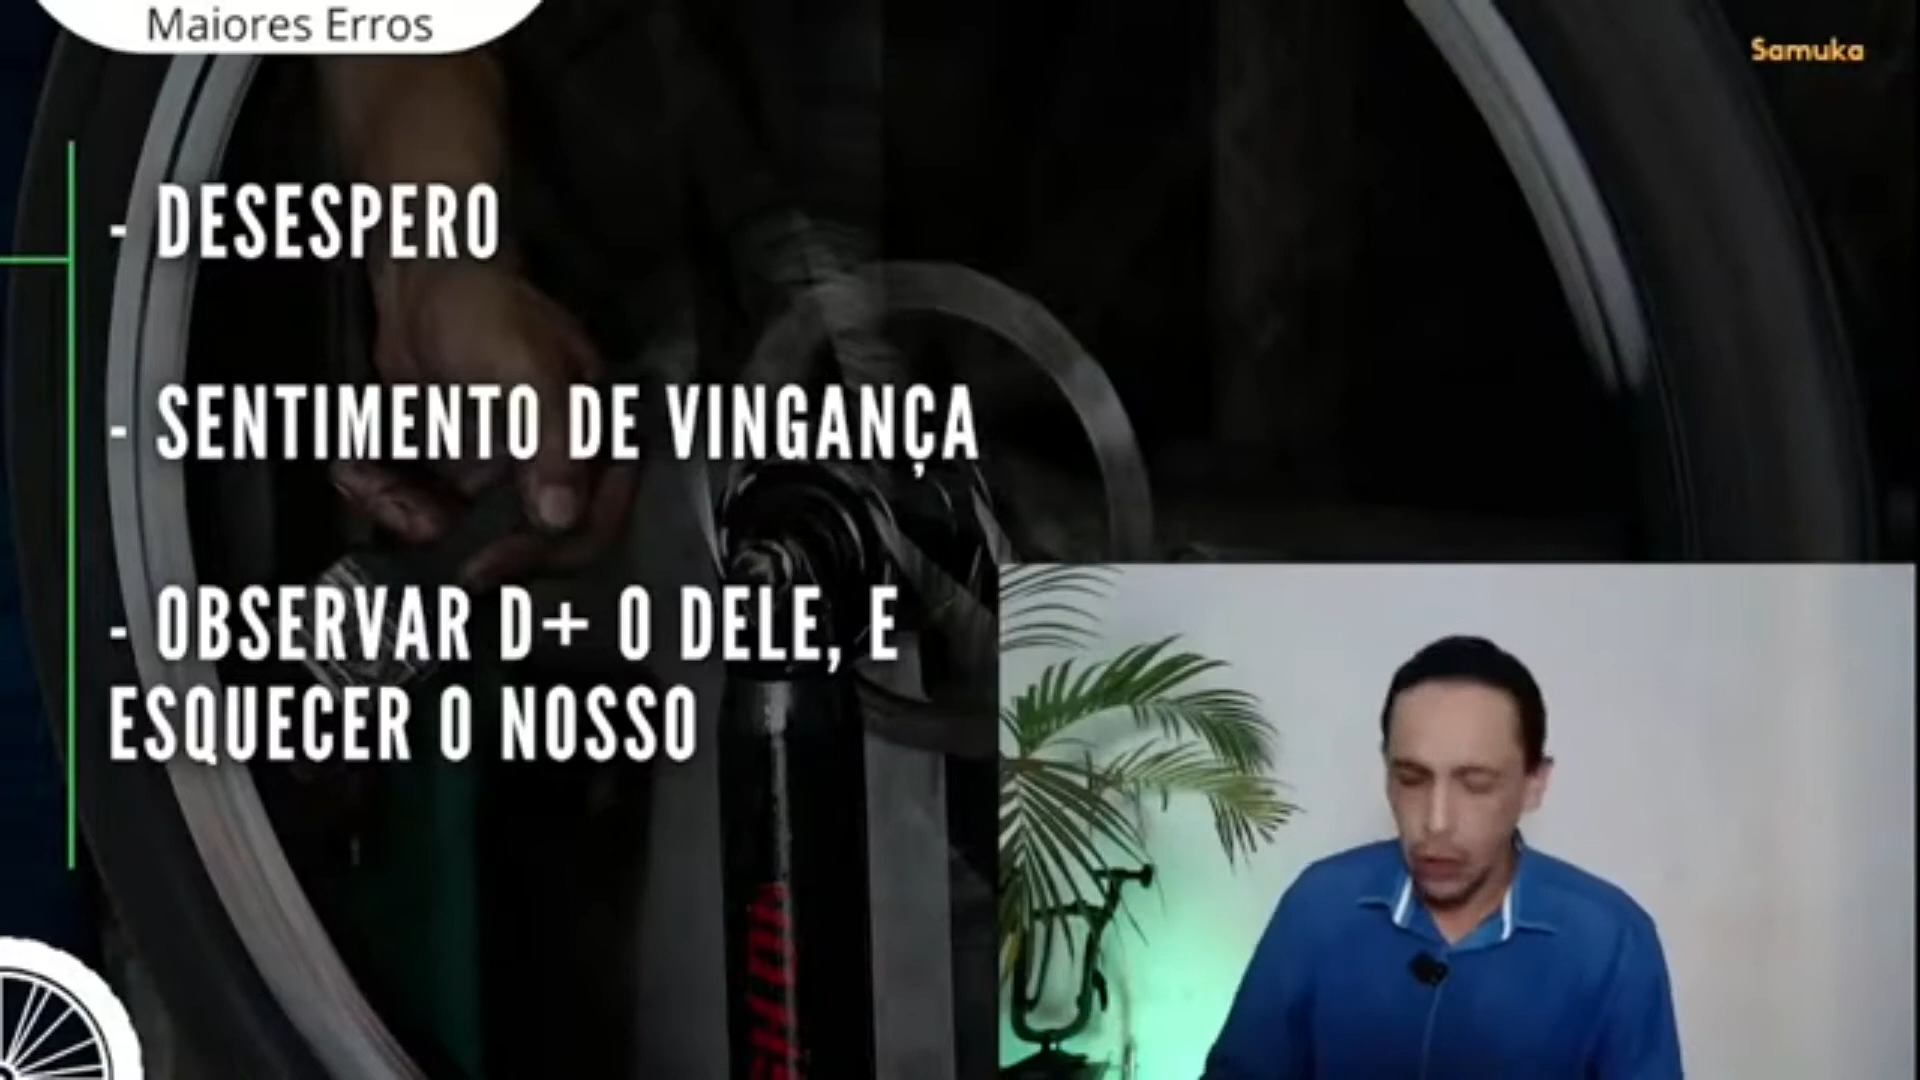 Maiores Erros
Samuka
- DESESPERO
- SENTIMENTO DE VINGANÇA
- OBSERVAR D+ O DELE, E
ESQUECER O NOSSO